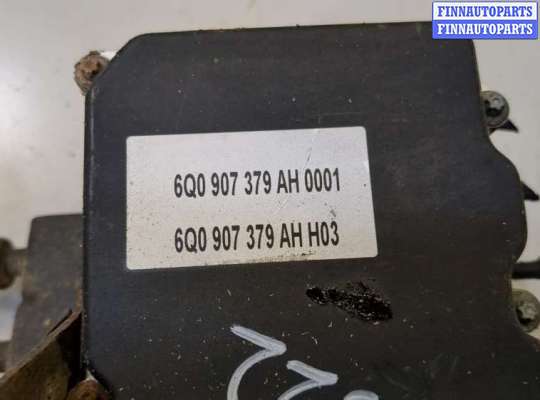 FINNAUTOPARTS
FINNAUTOPARTS
6Q0 907 379 AH 0001
6Q0 907 379 AH H03